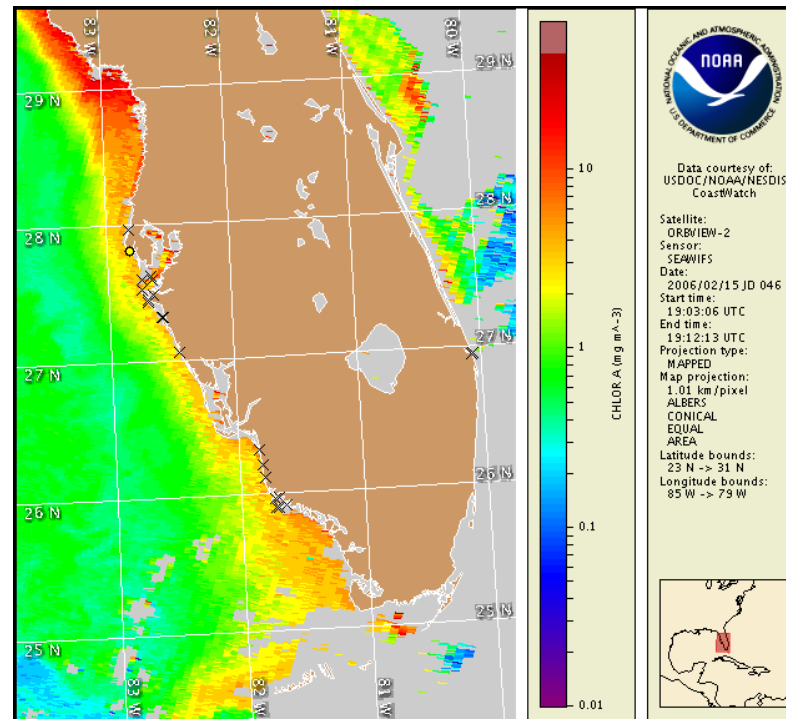 83 W
82 W
81 W
80 W
29 N
29 N
28 N
28 N
27 N
27 N
26 N
26 N
25 N
25 N
83 W
82 W
81 W
10
1
0.1
0.01
CHLOR A (mg m^-3)
NATIONAL OCEANIC AND ATMOSPHERIC ADMINISTRATION
NOAA
U.S. DEPARTMENT OF COMMERCE
Data courtesy of:
USDOC/NOAA/NESDIS
CoastWatch
Satellite:
ORBVIEW-2
Sensor:
SEAWIFS
Date:
2006/02/15 JD 046
Start time:
19:03:06 UTC
End time:
19:12:13 UTC
Projection type:
MAPPED
Map projection:
1.01 km/pixel
ALBERS
CONICAL
EQUAL
AREA
Latitude bounds:
23 N -> 31 N
Longitude bounds:
85 W -> 79 W